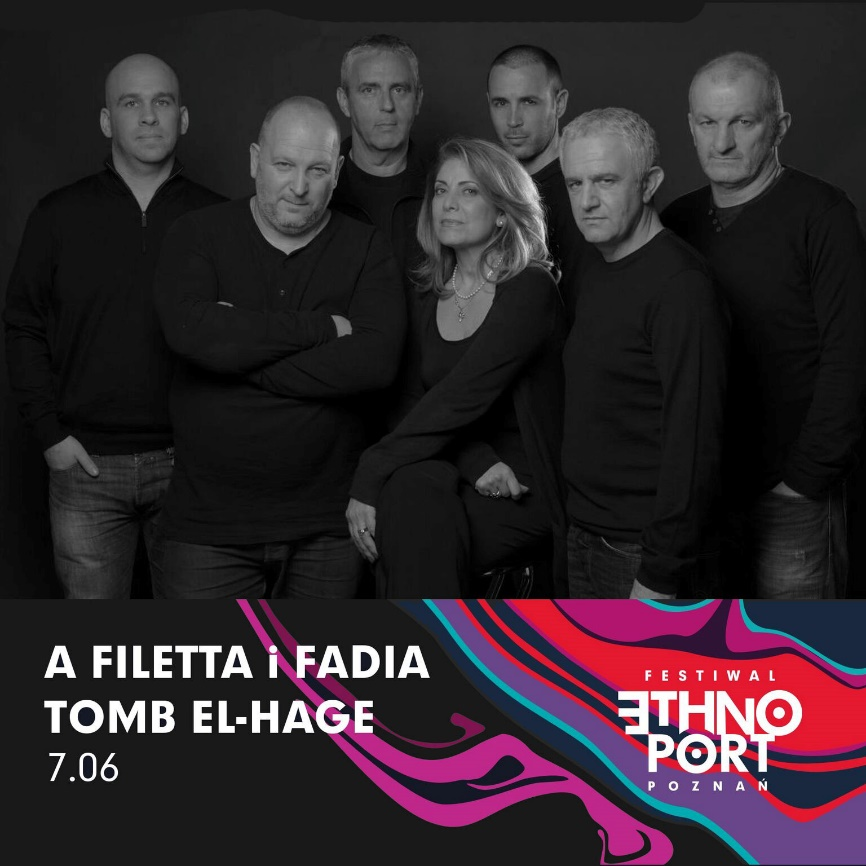 A FILETTA i FADIA
TOMB EL-HAGE
7.06
FESTIWAL
ETHNO
PORT
POZNAŃ